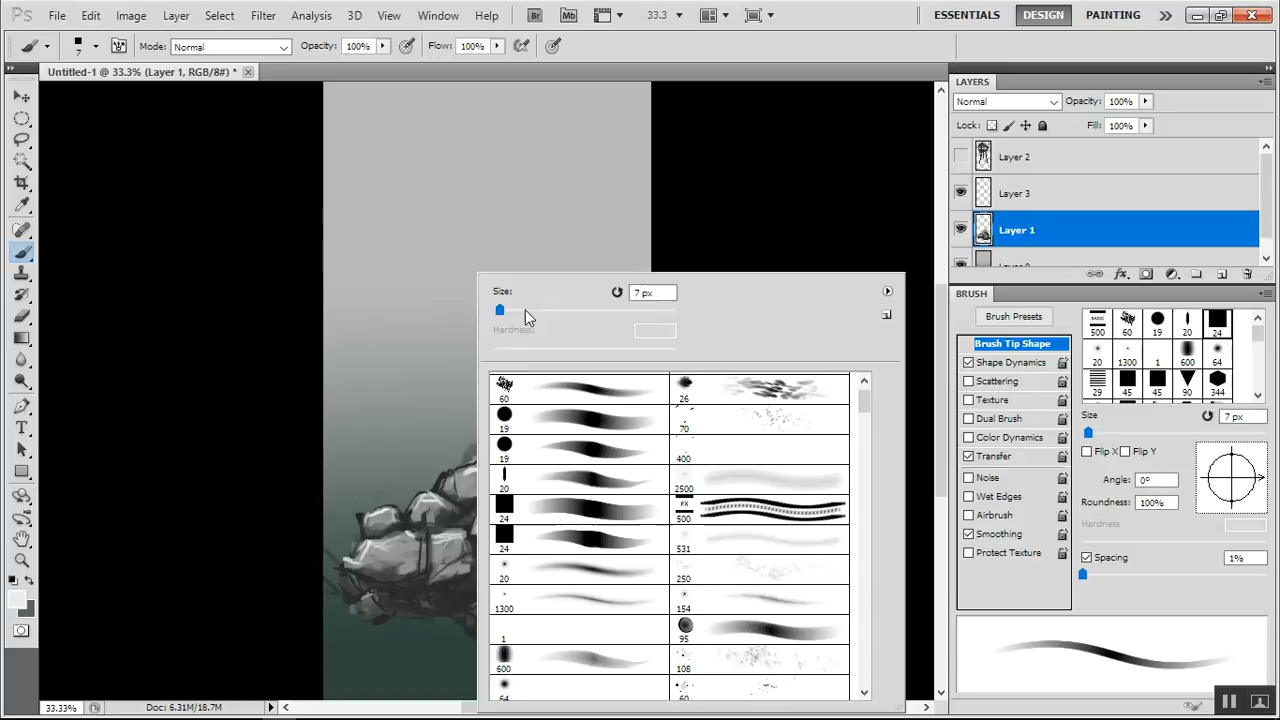 Ps File Edit Image Layer Select Filter Analysis 3D View Window Help Br Mb 33.3 ESSENTIALS DESIGN PAINTING
7 Mode: Normal Opacity: 100% Flow: 100%
Untitled-1 @ 33.3% (Layer 1, RGB/8#) *
LAYERS
Normal Opacity: 100%
Lock: Fill: 100%
Layer 2
Layer 3
Layer 1
BRUSH
Brush Presets
Brush Tip Shape
Shape Dynamics
Scattering
Texture
Dual Brush
Color Dynamics
Transfer
Noise
Wet Edges
Airbrush
Smoothing
Protect Texture
BASIC
500 60 19 20 24
20 1300 1 600 64
29 45 45 90 344
Size 7 px
Flip X Flip Y
Angle: 0°
Roundness: 100%
Hardness
Spacing 1%
Size: 7 px
Hardness:
60 26
19 70
19 400
20 2500
24 FX 500
24 531
20 250
1300 154
1 95
600 108
64 60
33.33% Doc: 6.31M/18.7M